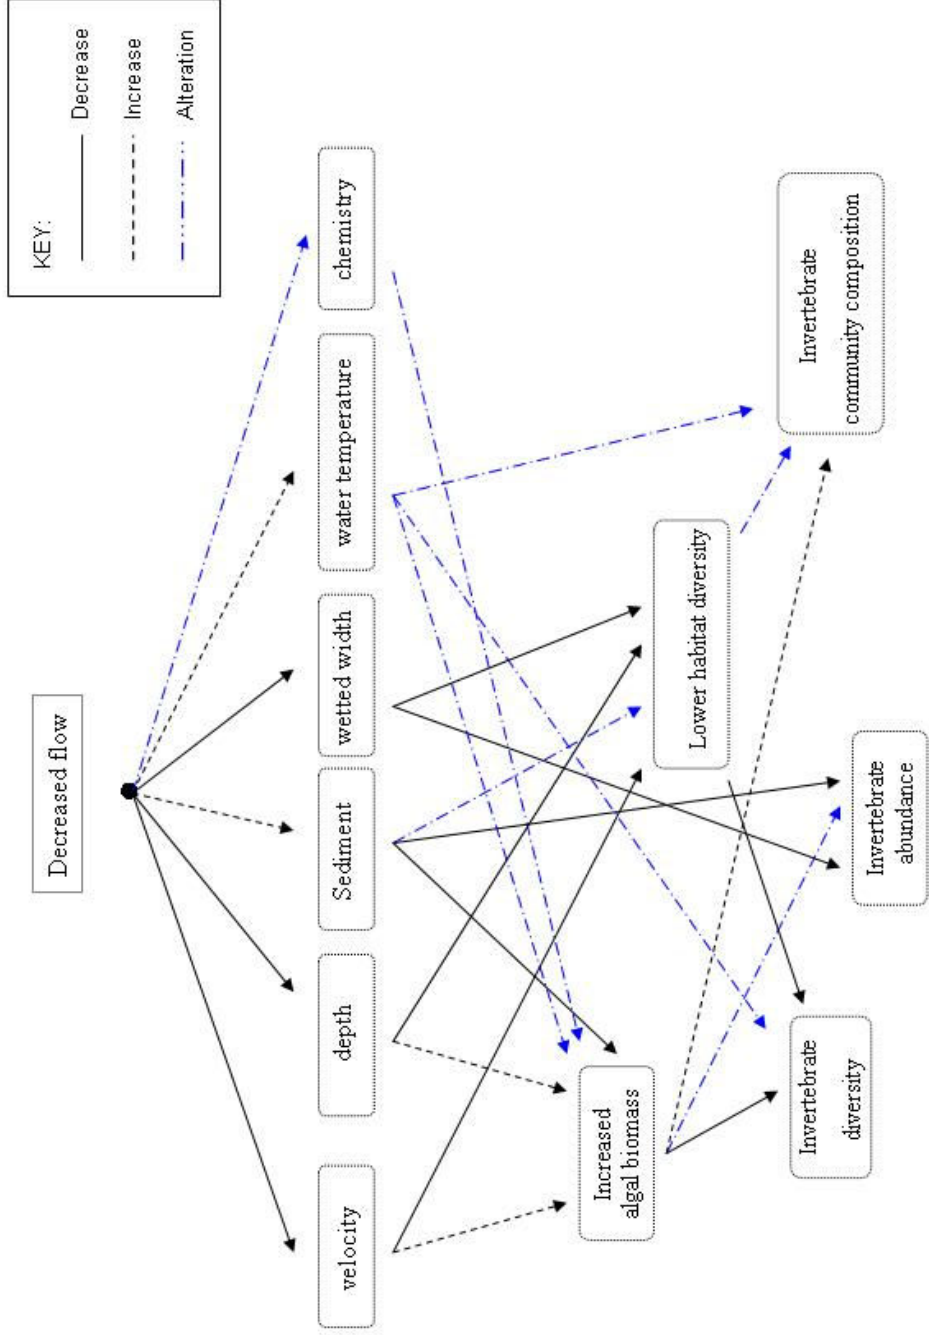 KEY:
Decrease
Increase
Alteration
Decreased flow
velocity
depth
Sediment
wetted width
water temperature
chemistry
Increased
algal biomass
Lower habitat diversity
Invertebrate
diversity
Invertebrate
abundance
Invertebrate
community composition